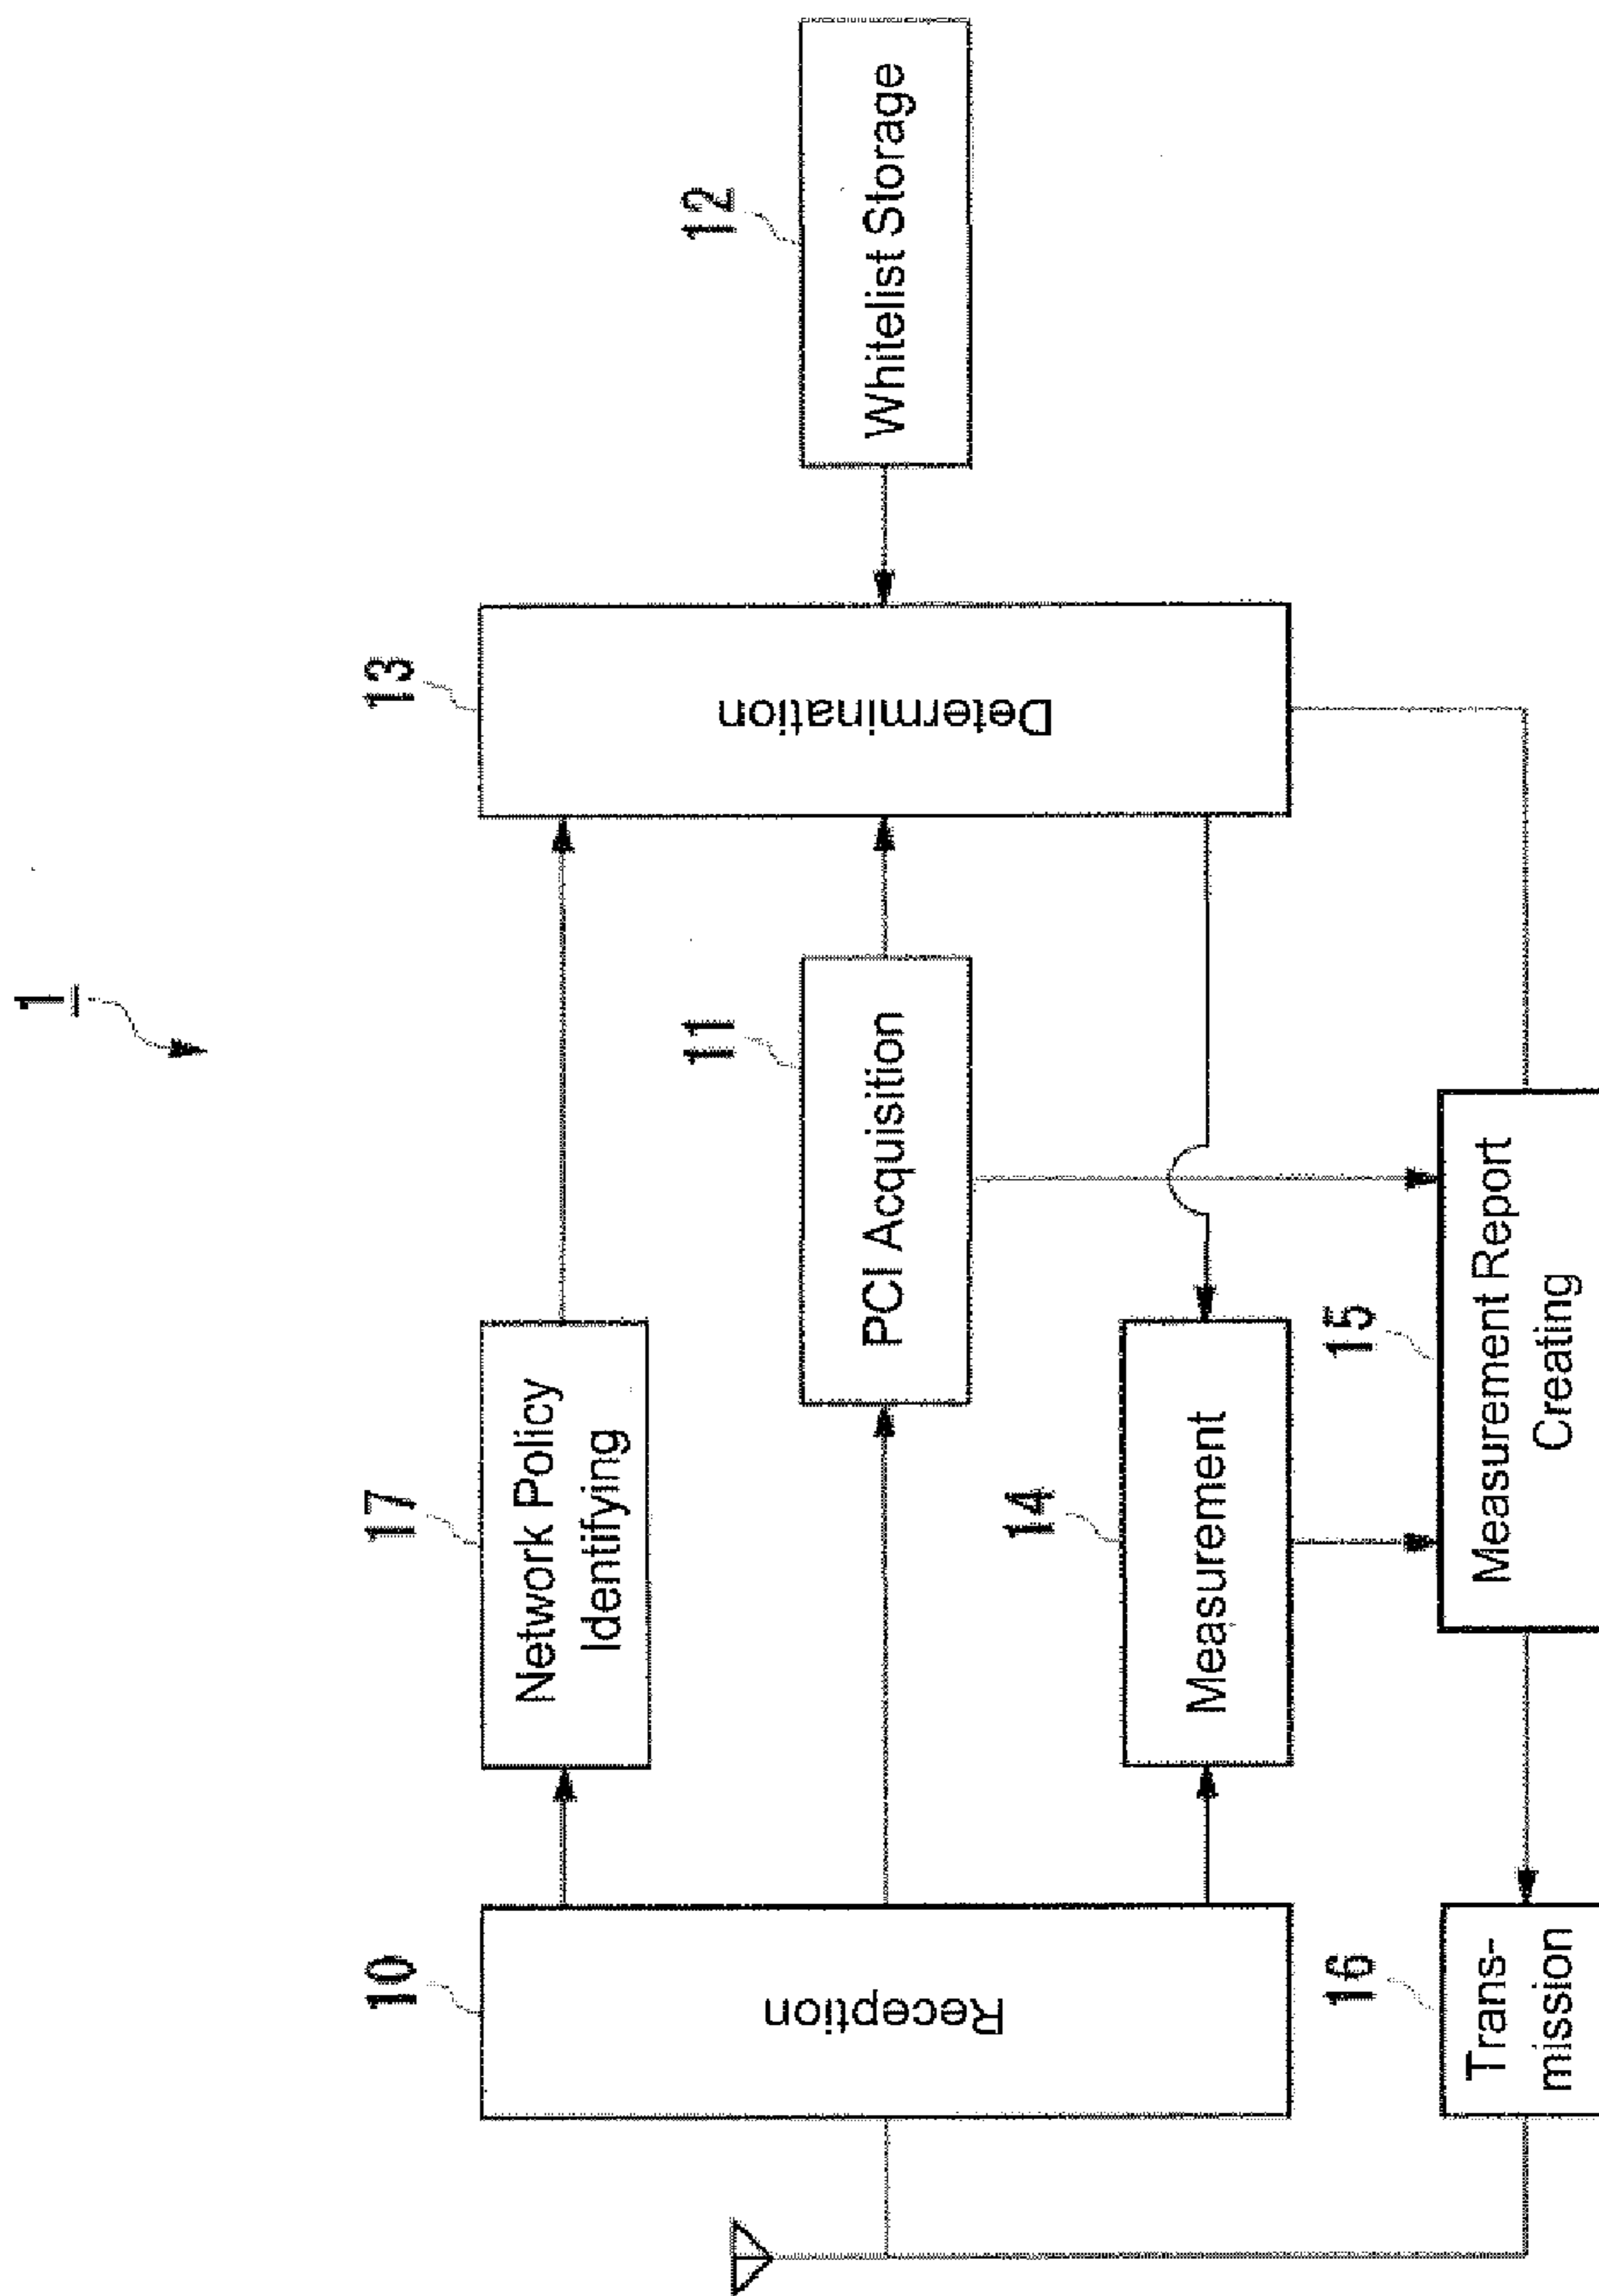 1
17
Network Policy
Identifying
10
Reception
11
PCI Acquisition
13
Determination
12
Whitelist Storage
14
Measurement
16
Trans-
mission
15
Measurement Report
Creating